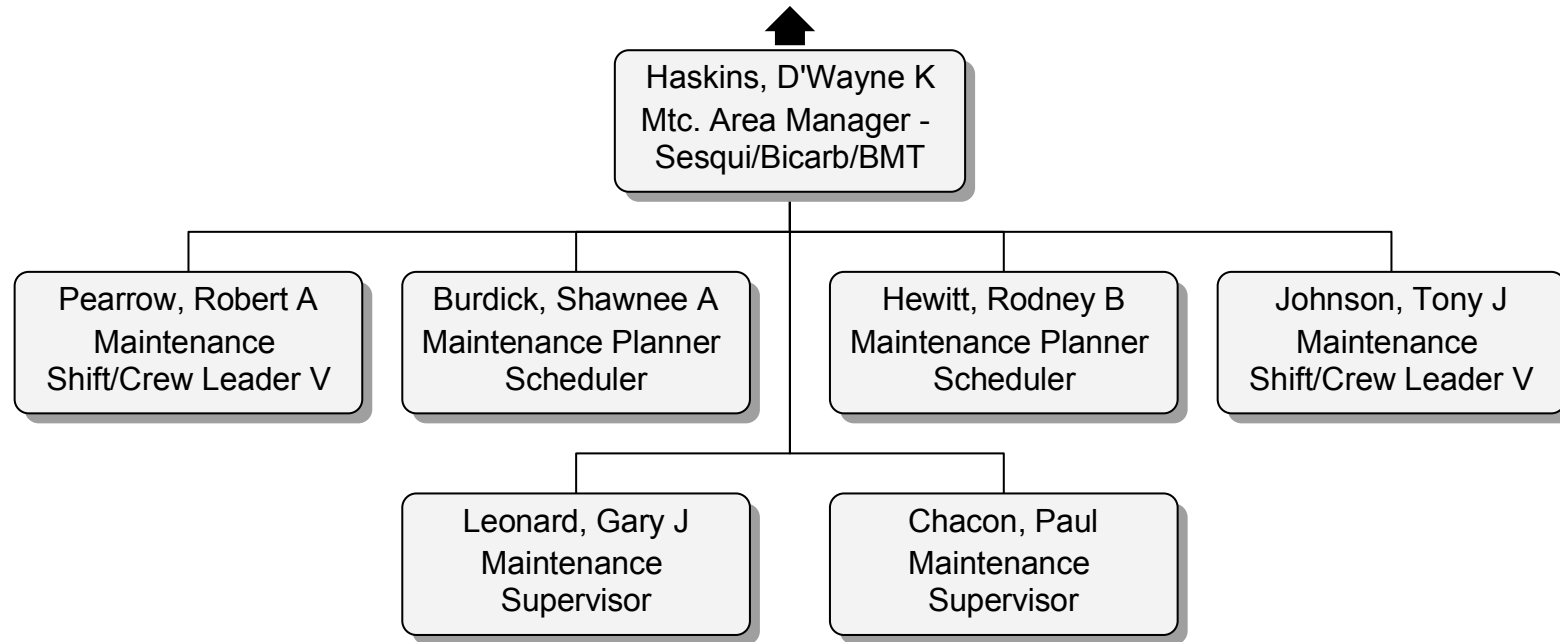 Haskins, D'Wayne K
Mtc. Area Manager -
Sesqui/Bicarb/BMT
Pearrow, Robert A
Maintenance
Shift/Crew Leader V
Burdick, Shawnee A
Maintenance Planner
Scheduler
Hewitt, Rodney B
Maintenance Planner
Scheduler
Johnson, Tony J
Maintenance
Shift/Crew Leader V
Leonard, Gary J
Maintenance
Supervisor
Chacon, Paul
Maintenance
Supervisor